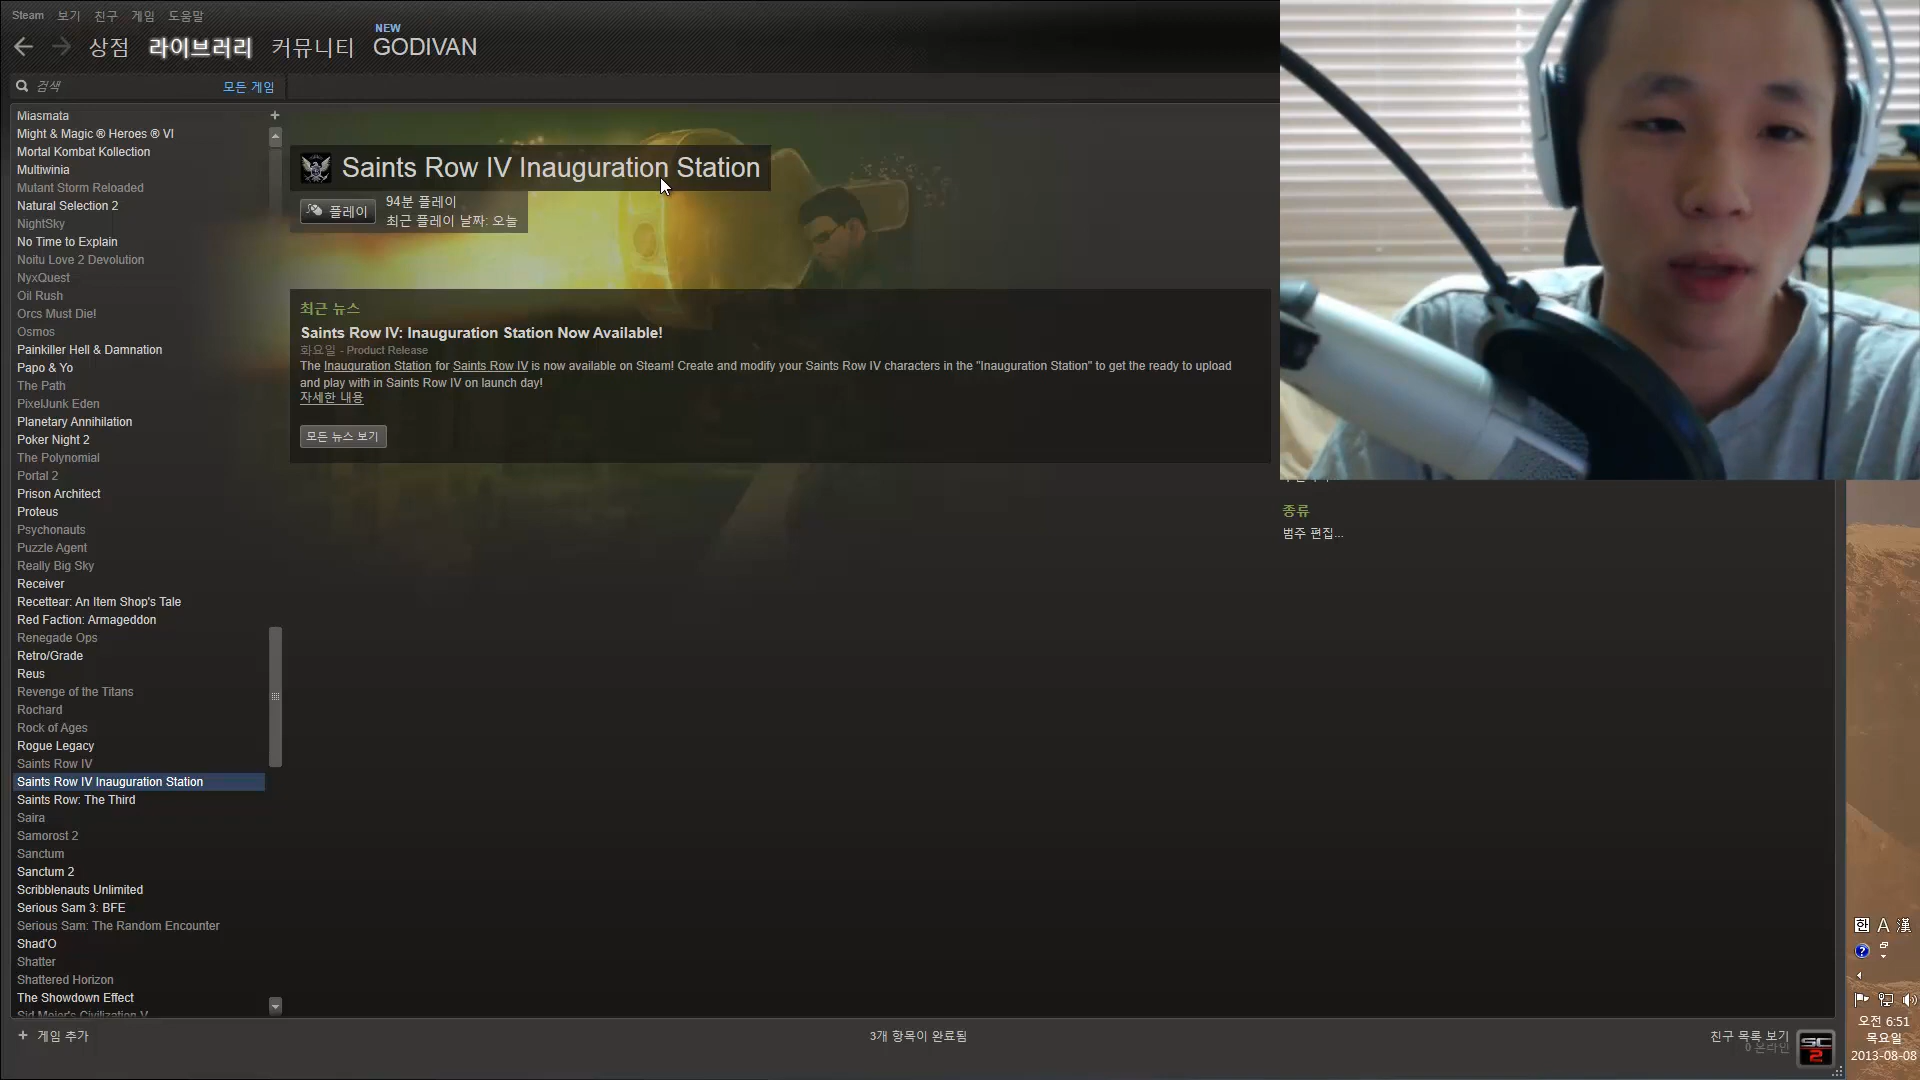 Steam 보기 친구 게임 도움말
NEW
상점 라이브러리 커뮤니티 GODIVAN
검색 모든 게임
Miasmata
Might & Magic ® Heroes ® VI
Mortal Kombat Kollection
Multiwinia
Mutant Storm Reloaded
Natural Selection 2
NightSky
No Time to Explain
Noitu Love 2 Devolution
NyxQuest
Oil Rush
Orcs Must Die!
Osmos
Painkiller Hell & Damnation
Papo & Yo
The Path
PixelJunk Eden
Planetary Annihilation
Poker Night 2
The Polynomial
Portal 2
Prison Architect
Proteus
Psychonauts
Puzzle Agent
Really Big Sky
Receiver
Recettear: An Item Shop's Tale
Red Faction: Armageddon
Renegade Ops
Retro/Grade
Reus
Revenge of the Titans
Rochard
Rock of Ages
Rogue Legacy
Saints Row IV
Saints Row IV Inauguration Station
Saints Row: The Third
Saira
Samorost 2
Sanctum
Sanctum 2
Scribblenauts Unlimited
Serious Sam 3: BFE
Serious Sam: The Random Encounter
Shad'O
Shatter
Shattered Horizon
The Showdown Effect
Sid Meier's Civilization V
+ 게임 추가
Saints Row IV Inauguration Station
플레이
94분 플레이
최근 플레이 날짜: 오늘
최근 뉴스
Saints Row IV: Inauguration Station Now Available!
화요일 - Product Release
The Inauguration Station for Saints Row IV is now available on Steam! Create and modify your Saints Row IV characters in the "Inauguration Station" to get the ready to upload
and play with in Saints Row IV on launch day!
자세한 내용
모든 뉴스 보기
종류
범주 편집...
3개 항목이 완료됨
친구 목록 보기
0 온라인
SC
2
한 A 漢
오전 6:51
목요일
2013-08-08